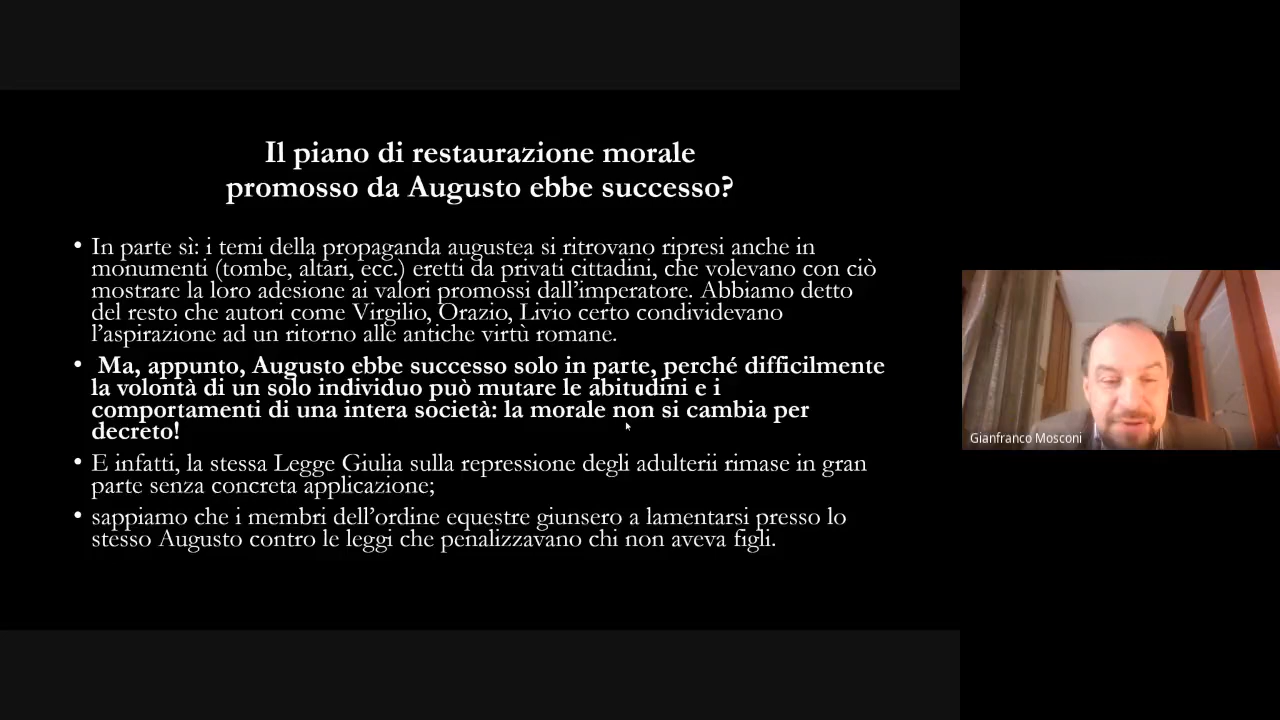 Il piano di restaurazione morale
promosso da Augusto ebbe successo?
• In parte sì: i temi della propaganda augustea si ritrovano ripresi anche in
monumenti (tombe, altari, ecc.) eretti da privati cittadini, che volevano con ciò
mostrare la loro adesione ai valori promossi dall’imperatore. Abbiamo detto
del resto che autori come Virgilio, Orazio, Livio certo condividevano
l’aspirazione ad un ritorno alle antiche virtù romane.
• Ma, appunto, Augusto ebbe successo solo in parte, perché difficilmente
la volontà di un solo individuo può mutare le abitudini e i
comportamenti di una intera società: la morale non si cambia per
decreto!
• E infatti, la stessa Legge Giulia sulla repressione degli adulterii rimase in gran
parte senza concreta applicazione;
• sappiamo che i membri dell’ordine equestre giunsero a lamentarsi presso lo
stesso Augusto contro le leggi che penalizzavano chi non aveva figli.
Gianfranco Mosconi